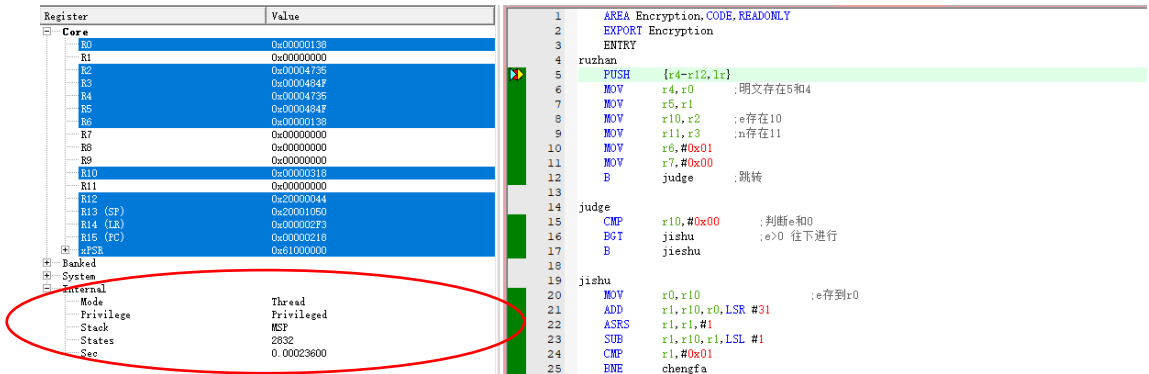 Register Value
Core
R0 0x00000138
R1 0x00000000
R2 0x00004735
R3 0x0000484F
R4 0x00004735
R5 0x0000484F
R6 0x00000138
R7 0x00000000
R8 0x00000000
R9 0x00000000
R10 0x00000318
R11 0x00000000
R12 0x20000044
R13 (SP) 0x20001050
R14 (LR) 0x000002F3
R15 (PC) 0x00000218
xPSR 0x61000000
Banked
System
Internal
Mode Thread
Privilege Privileged
Stack MSP
States 2832
Sec 0.00023600
1 AREA Encryption,CODE,READONLY
2 EXPORT Encryption
3 ENTRY
4 ruzhan
5 PUSH {r4-r12,lr}
6 MOV r4,r0 ;明文存在5和4
7 MOV r5,r1
8 MOV r10,r2 ;e存在10
9 MOV r11,r3 ;n存在11
10 MOV r6,#0x01
11 MOV r7,#0x00
12 B judge ;跳转
13
14 judge
15 CMP r10,#0x00 ;判断e和0
16 BGT jishu ;e>0 往下进行
17 B jieshu
18
19 jishu
20 MOV r0,r10 ;e存到r0
21 ADD r1,r10,r0,LSR #31
22 ASRS r1,r1,#1
23 SUB r1,r10,r1,LSL #1
24 CMP r1,#0x01
25 BNE chengfa